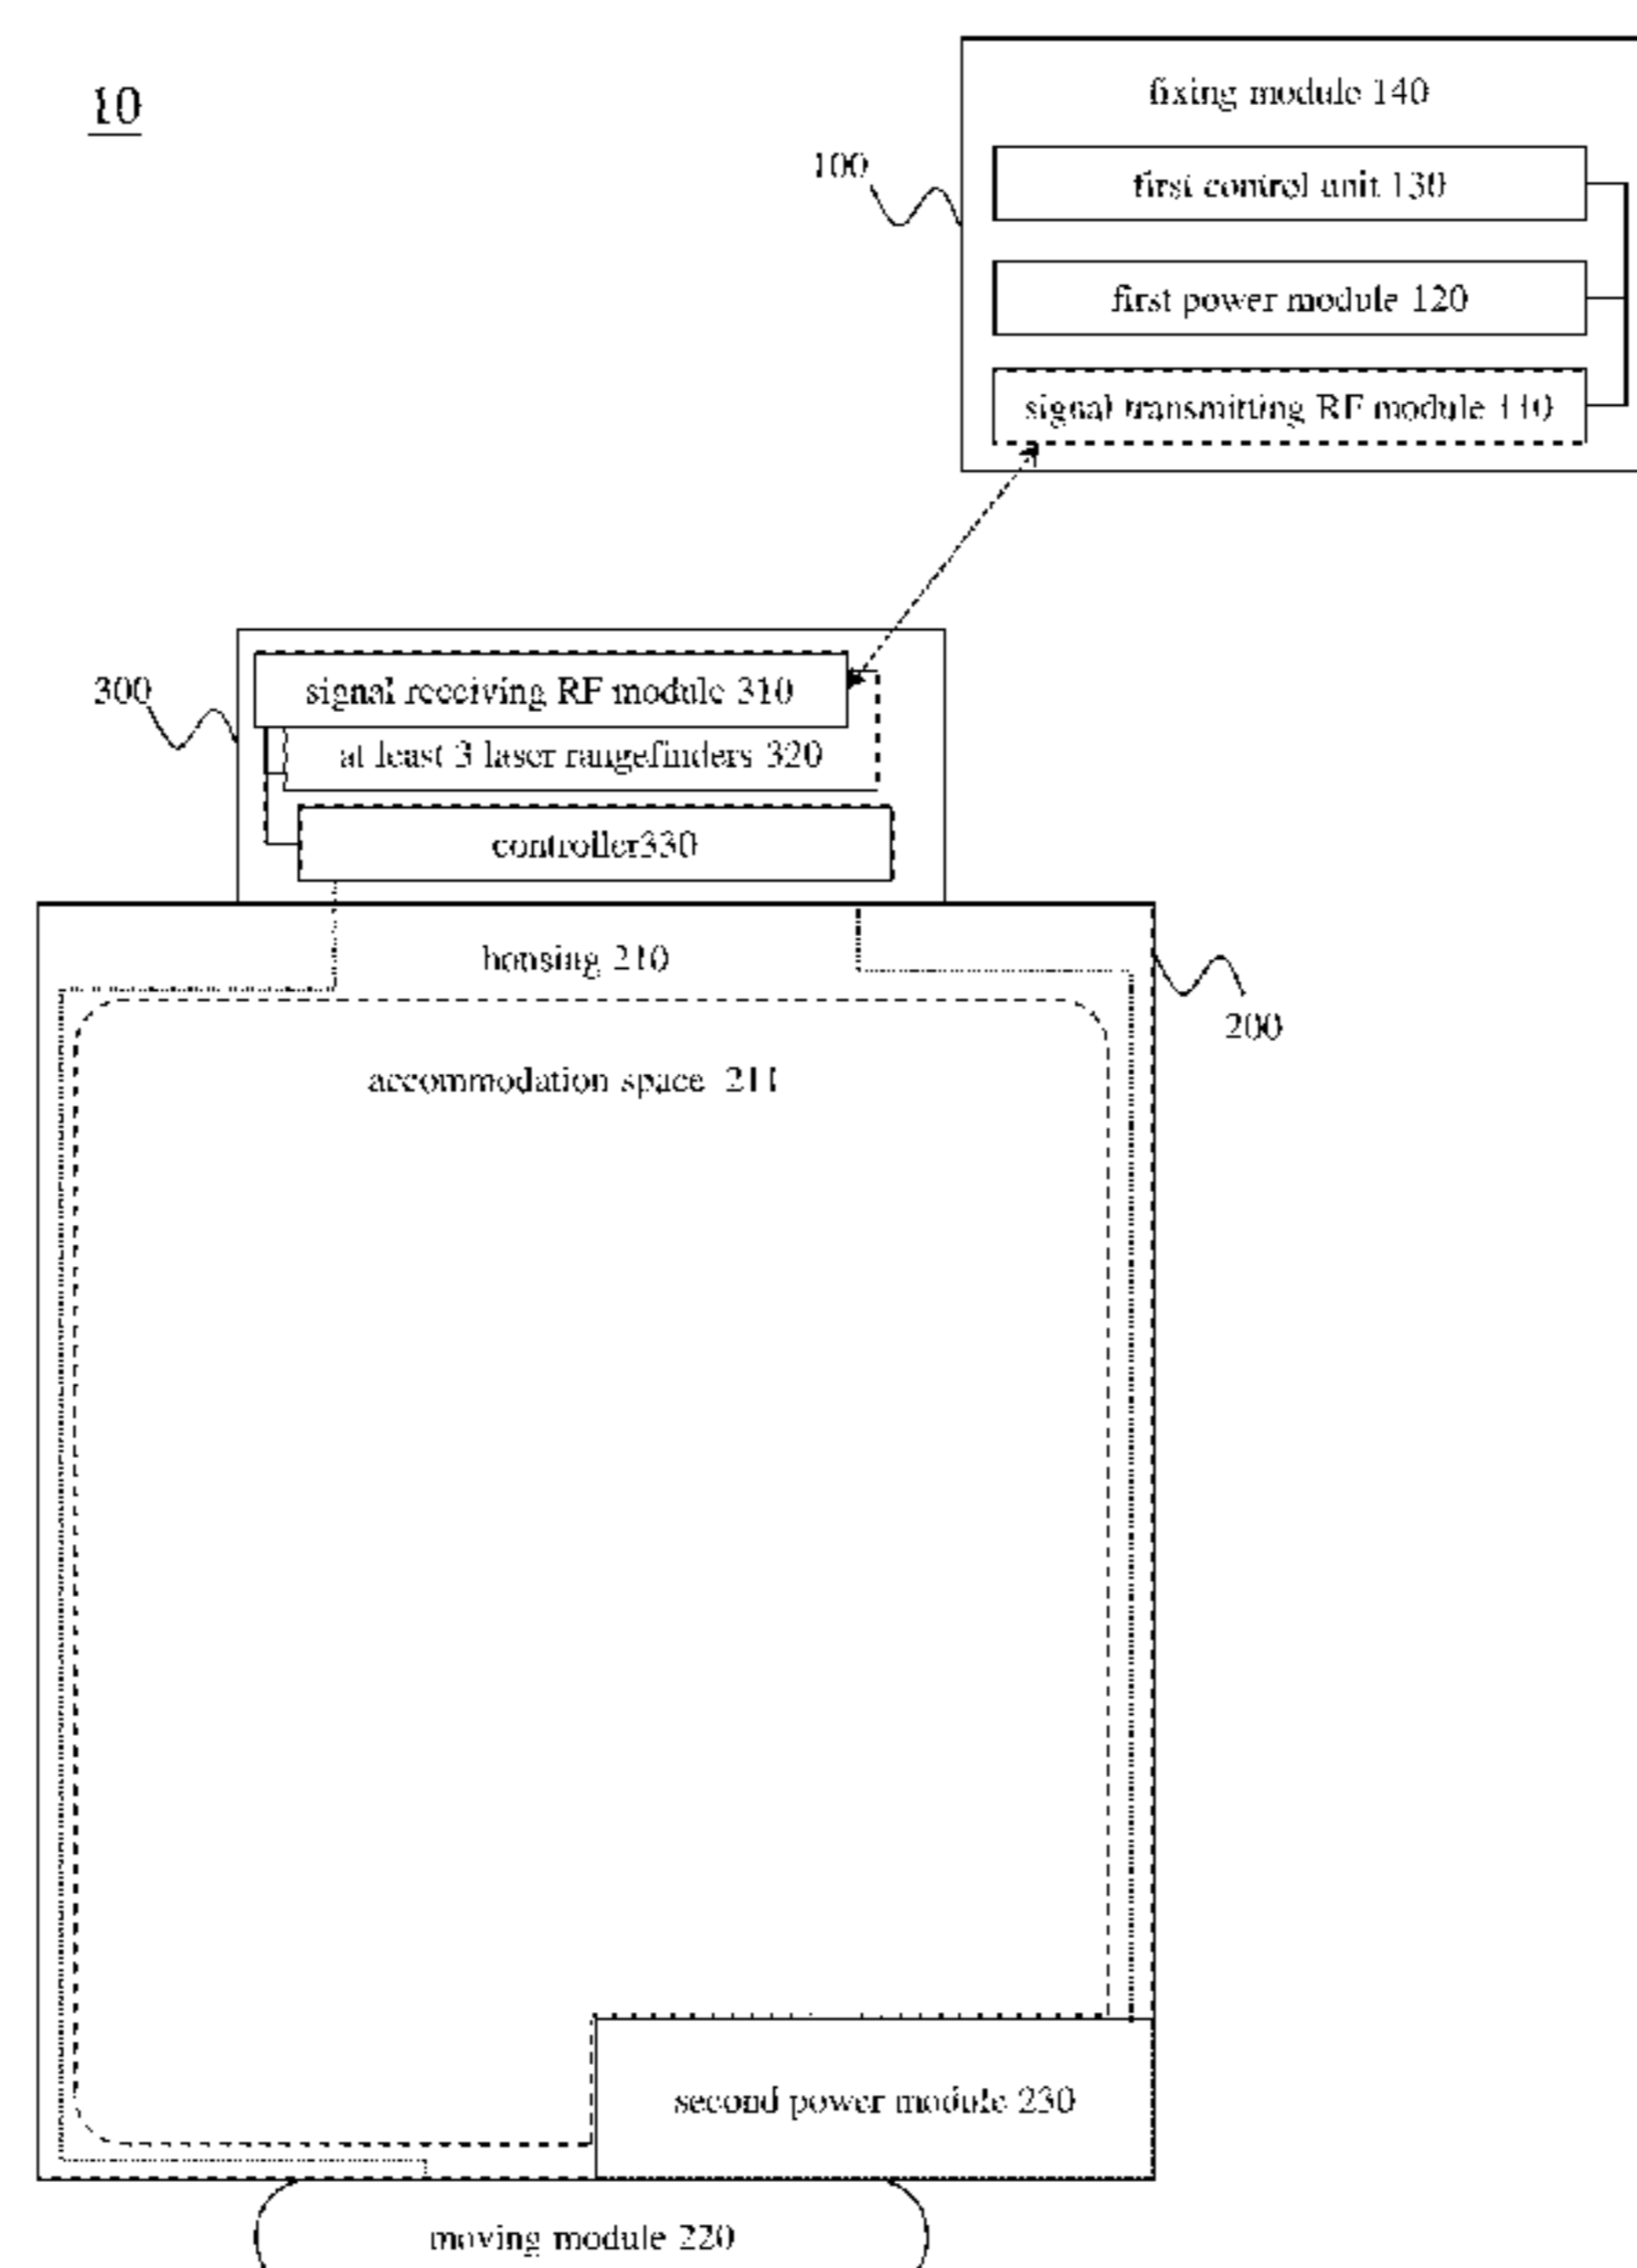 10
fixing module 140
100
first control unit 130
first power module 120
signal transmitting RF module 110
300
signal receiving RF module 310
at least 3 laser rangefinders 320
controller330
housing 210
200
accommodation space 211
second power module 230
moving module 220